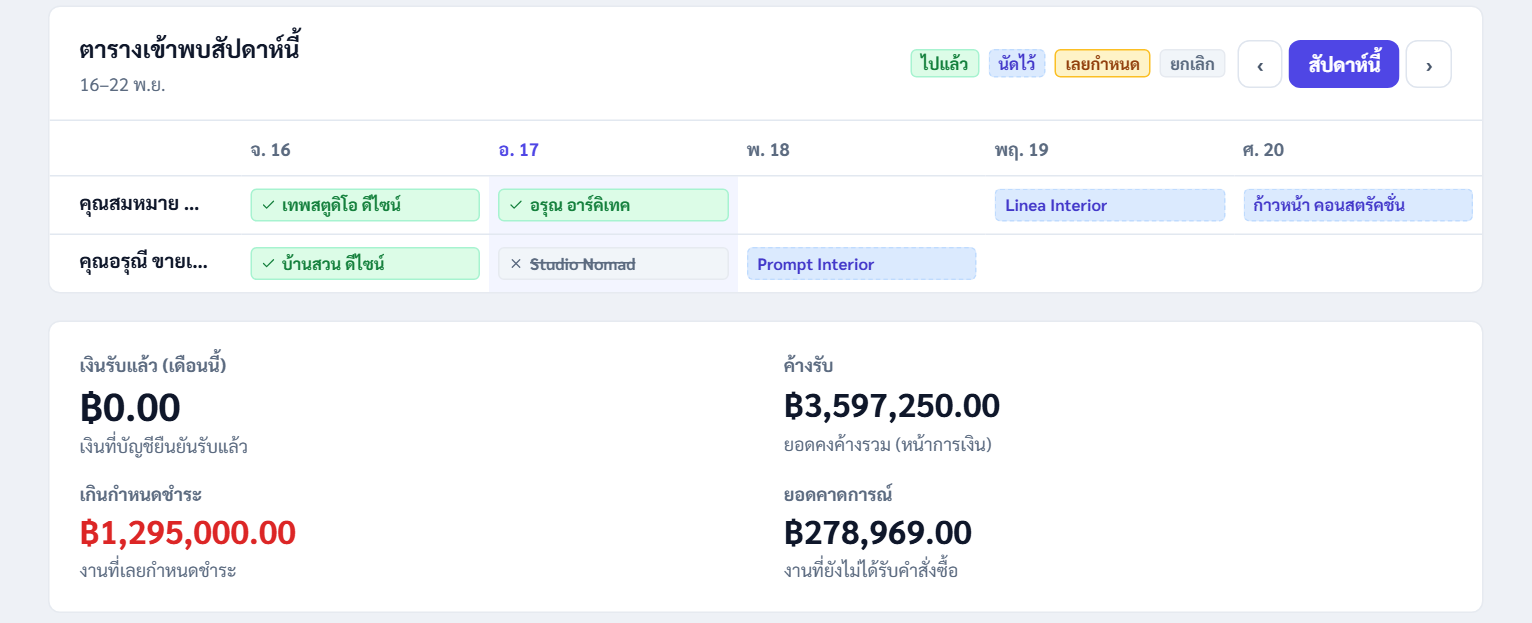 ตารางเข้าพบสัปดาห์นี้
16–22 พ.ย.
ไปแล้ว นัดไว้ เลยกำหนด ยกเลิก ‹ สัปดาห์นี้ ›
จ. 16 อ. 17 พ. 18 พฤ. 19 ศ. 20
คุณสมหมาย ... ✓ เทพสตูดิโอ ดีไซน์ ✓ อรุณ อาร์คิเทค Linea Interior ก้าวหน้า คอนสตรัคชั่น
คุณอรุณี ขายเ... ✓ บ้านสวน ดีไซน์ × Studio Nomad Prompt Interior
เงินรับแล้ว (เดือนนี้)
฿0.00
เงินที่บัญชียืนยันรับแล้ว
ค้างรับ
฿3,597,250.00
ยอดคงค้างรวม (หน้าการเงิน)
เกินกำหนดชำระ
฿1,295,000.00
งานที่เลยกำหนดชำระ
ยอดคาดการณ์
฿278,969.00
งานที่ยังไม่ได้รับคำสั่งซื้อ